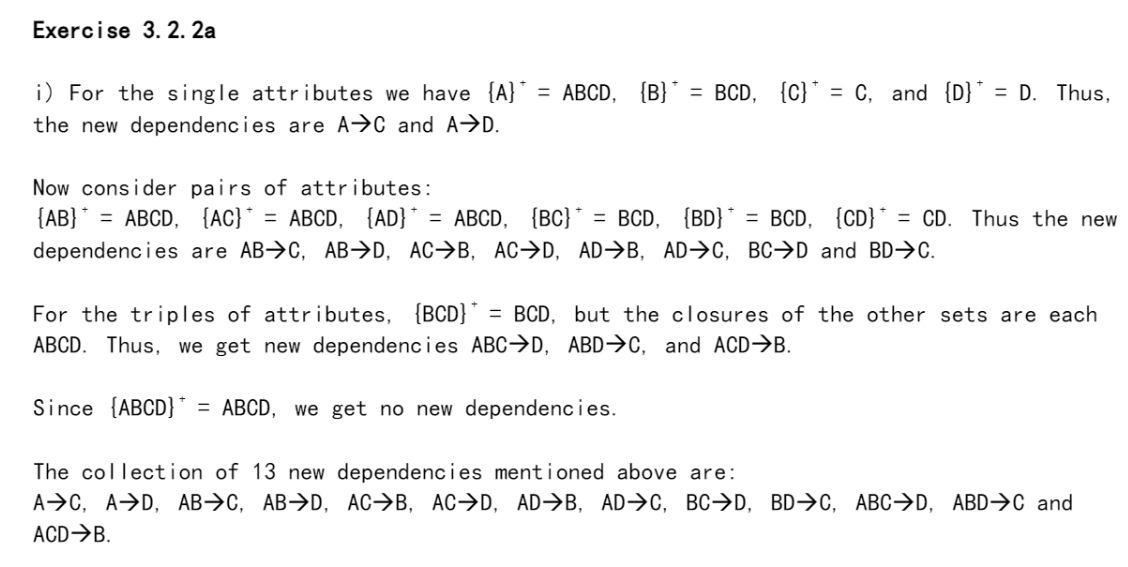 Exercise 3.2.2a
i) For the single attributes we have {A}⁺ = ABCD, {B}⁺ = BCD, {C}⁺ = C, and {D}⁺ = D. Thus,
the new dependencies are A→C and A→D.
Now consider pairs of attributes:
{AB}⁺ = ABCD, {AC}⁺ = ABCD, {AD}⁺ = ABCD, {BC}⁺ = BCD, {BD}⁺ = BCD, {CD}⁺ = CD. Thus the new
dependencies are AB→C, AB→D, AC→B, AC→D, AD→B, AD→C, BC→D and BD→C.
For the triples of attributes, {BCD}⁺ = BCD, but the closures of the other sets are each
ABCD. Thus, we get new dependencies ABC→D, ABD→C, and ACD→B.
Since {ABCD}⁺ = ABCD, we get no new dependencies.
The collection of 13 new dependencies mentioned above are:
A→C, A→D, AB→C, AB→D, AC→B, AC→D, AD→B, AD→C, BC→D, BD→C, ABC→D, ABD→C and
ACD→B.